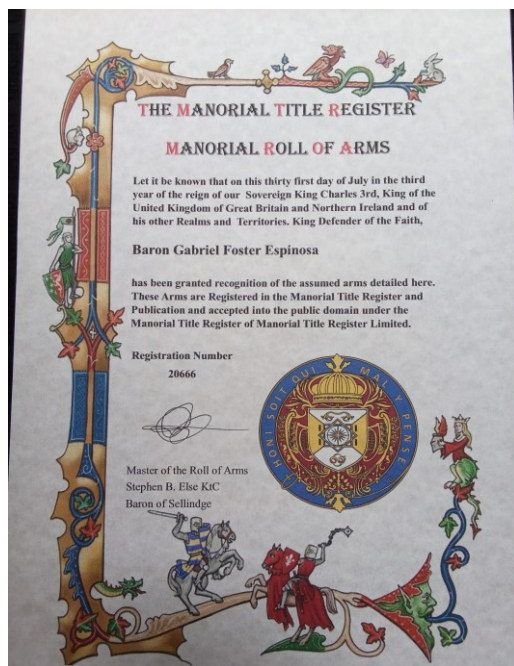 THE MANORIAL TITLE REGISTER
MANORIAL ROLL OF ARMS
Let it be known that on this thirty first day of July in the third
year of the reign of our Sovereign King Charles 3rd, King of the
United Kingdom of Great Britain and Northern Ireland and of
his other Realms and Territories. King Defender of the Faith,
Baron Gabriel Foster Espinosa
has been granted recognition of the assumed arms detailed here.
These Arms are Registered in the Manorial Title Register and
Publication and accepted into the public domain under the
Manorial Title Register of Manorial Title Register Limited.
Registration Number
20666
HONI SOIT QUI MAL Y PENSE
Master of the Roll of Arms
Stephen B. Else KtC
Baron of Sellindge